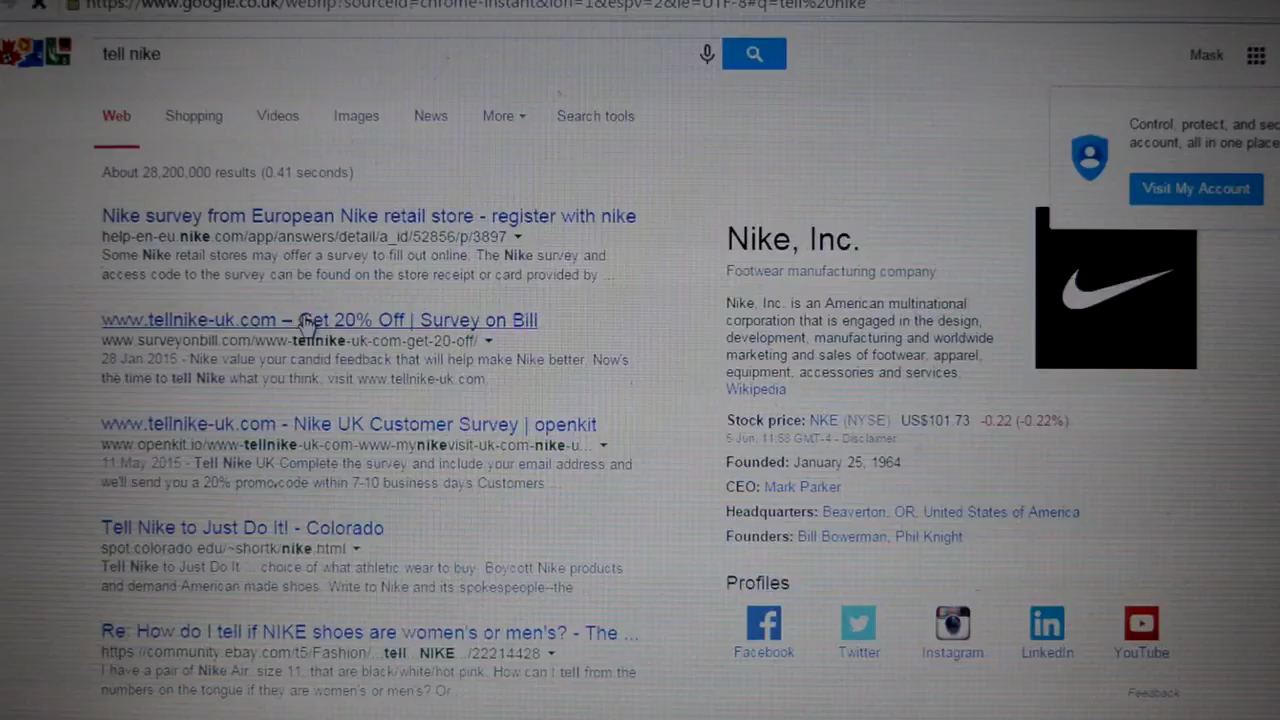 https://www.google.co.uk/webhp?sourceid=chrome-instant&ion=1&espv=2&ie=UTF-8#q=tell%20nike
tell nike
Mask
Web Shopping Videos Images News More Search tools
Control, protect, and sec
account, all in one place
Visit My Account
About 28,200,000 results (0.41 seconds)
Nike survey from European Nike retail store - register with nike
help-en-eu.nike.com/app/answers/detail/a_id/52856/p/3897
Some Nike retail stores may offer a survey to fill out online. The Nike survey and
access code to the survey can be found on the store receipt or card provided by ...
www.tellnike-uk.com – Get 20% Off | Survey on Bill
www.surveyonbill.com/www-tellnike-uk-com-get-20-off/
28 Jan 2015 - Nike value your candid feedback that will help make Nike better. Now's
the time to tell Nike what you think, visit www.tellnike-uk.com.
www.tellnike-uk.com - Nike UK Customer Survey | openkit
www.openkit.io/www-tellnike-uk-com-www-mynikevisit-uk-com-nike-u...
11 May 2015 - Tell Nike UK Complete the survey and include your email address and
we'll send you a 20% promo code within 7-10 business days Customers ...
Tell Nike to Just Do It! - Colorado
spot.colorado.edu/~shortk/nike.html
Tell Nike to Just Do It ... choice of what athletic wear to buy. Boycott Nike products
and demand American made shoes. Write to Nike and its spokespeople--the
Re: How do I tell if NIKE shoes are women's or men's? - The ...
https://community.ebay.com/t5/Fashion/...tell...NIKE.../22214428
I have a pair of Nike Air, size 11, that are black/white/hot pink. How can I tell from the
numbers on the tongue if they are women's or men's? Or
Nike, Inc.
Footwear manufacturing company
Nike, Inc. is an American multinational
corporation that is engaged in the design,
development, manufacturing and worldwide
marketing and sales of footwear, apparel,
equipment, accessories and services.
Wikipedia
Stock price: NKE (NYSE) US$101.73 -0.22 (-0.22%)
5 Jun, 11:58 GMT-4 - Disclaimer
Founded: January 25, 1964
CEO: Mark Parker
Headquarters: Beaverton, OR, United States of America
Founders: Bill Bowerman, Phil Knight
Profiles
Facebook Twitter Instagram LinkedIn YouTube
Feedback